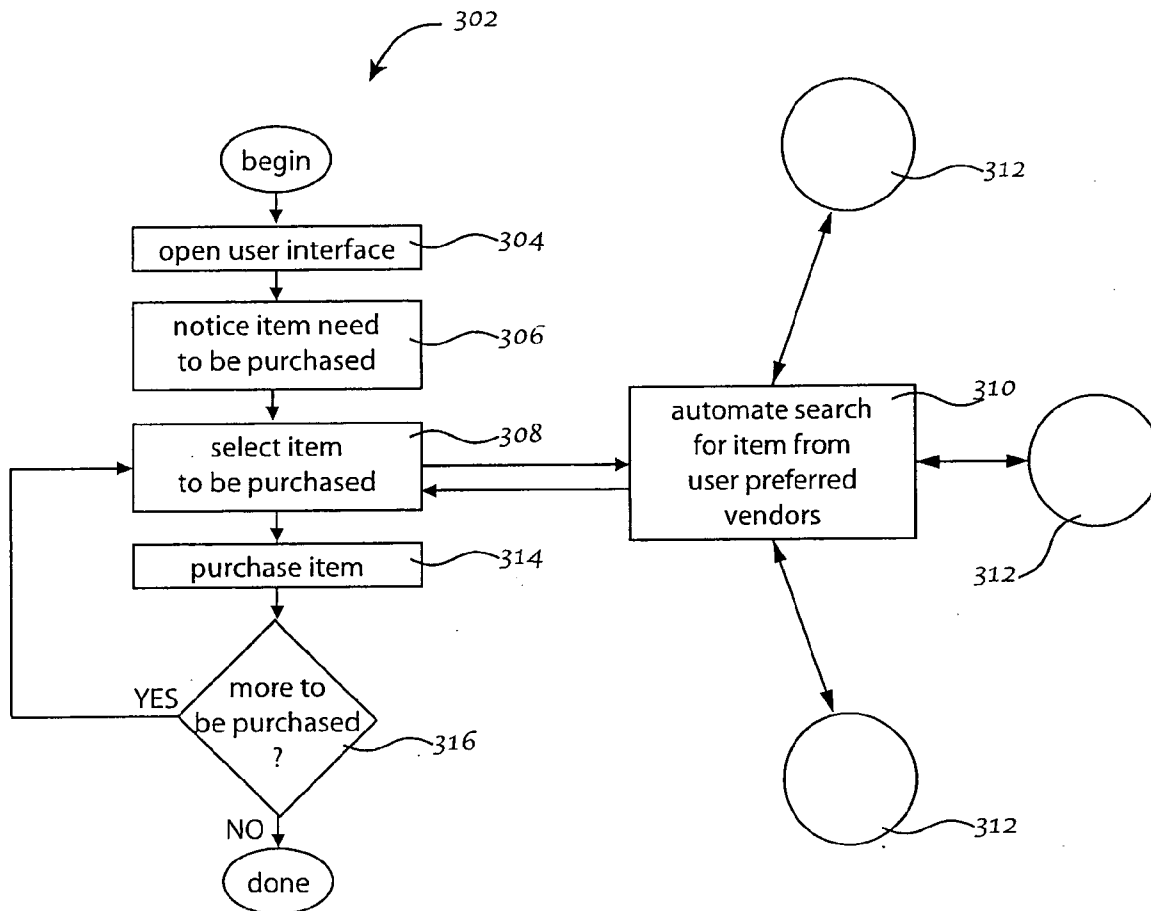 302
begin
open user interface
304
notice item need
to be purchased
306
select item
to be purchased
308
purchase item
314
more to
be purchased
?
316
YES
NO
done
automate search
for item from
user preferred
vendors
310
312
312
312